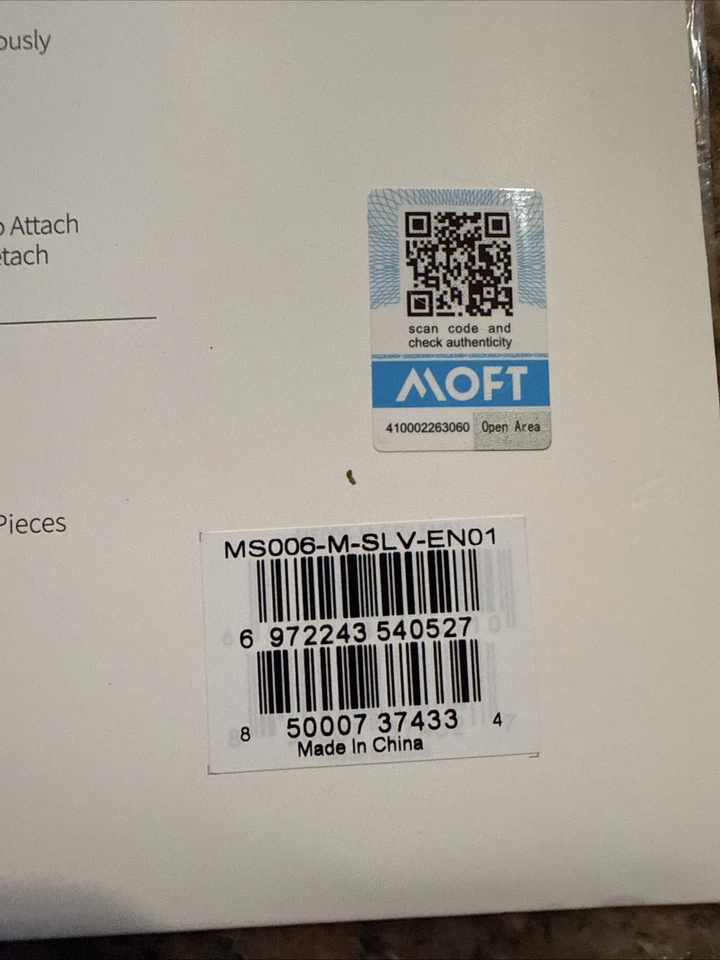 ously
o Attach
etach
scan code and
check authenticity
MOFT
410002263060 Open Area
Pieces
MS006-M-SLV-EN01
6 972243 540527
8 50007 37433 4
Made In China